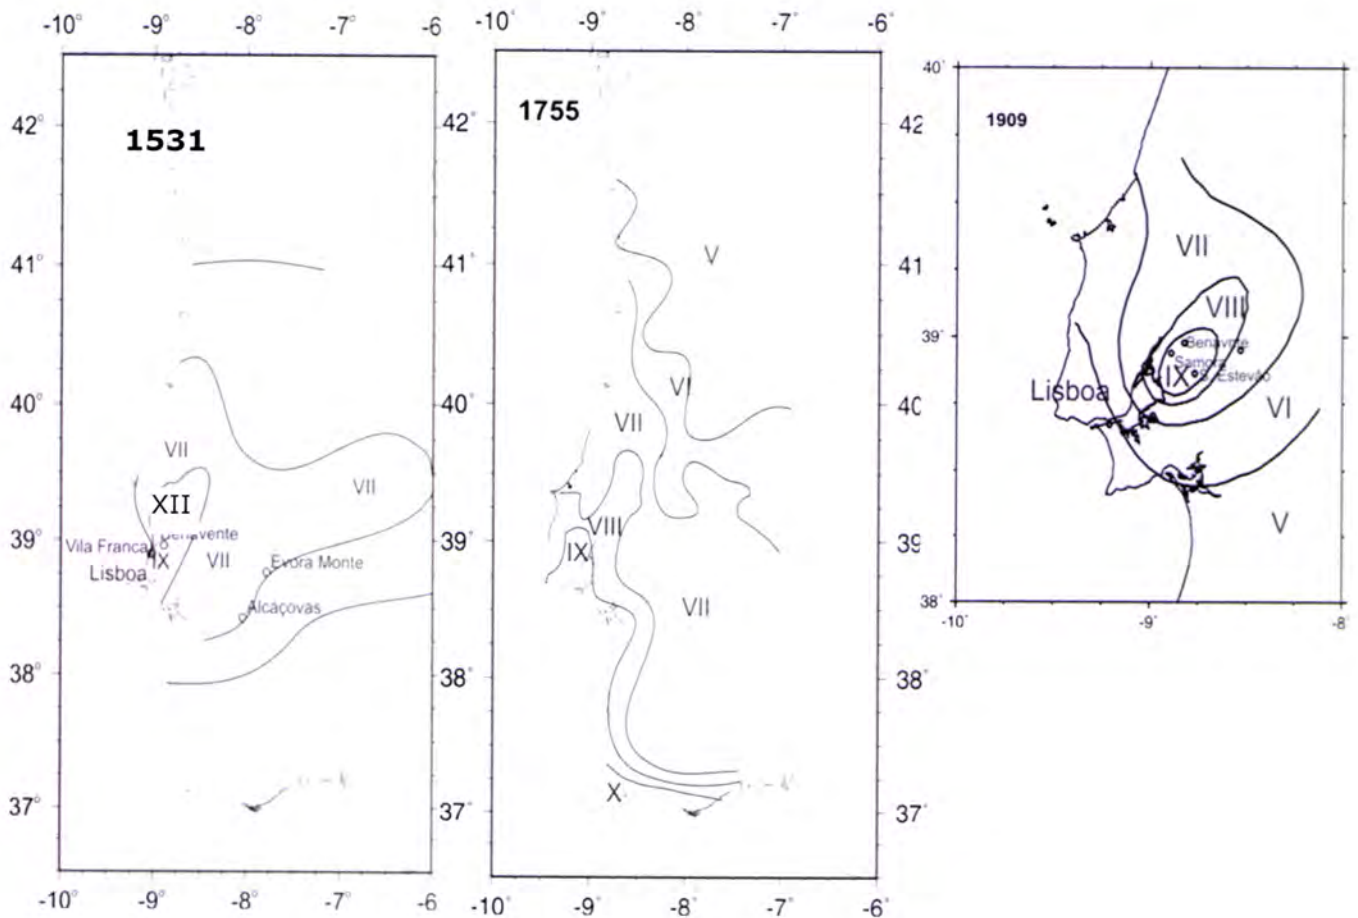 -10° -9° -8° -7° -6°
1531
42°
41°
40°
39°
38°
37°
VII
VII
XII
Benavente
Vila Franca
IX
VII
Lisboa
Evora Monte
Alcaçovas
-10° -9° -8° -7° -6°
-10° -9° -8° -7° -6°
1755
42°
41°
40°
39°
38°
37°
V
VI
VII
VIII
IX
VII
X
42
41
40
39
38°
37°
-10° -9° -8° -7° -6°
40°
1909
39°
38°
VII
VIII
Benavnte
Samora
IX
S. Estevão
Lisboa
VI
V
-10° -9° -8°